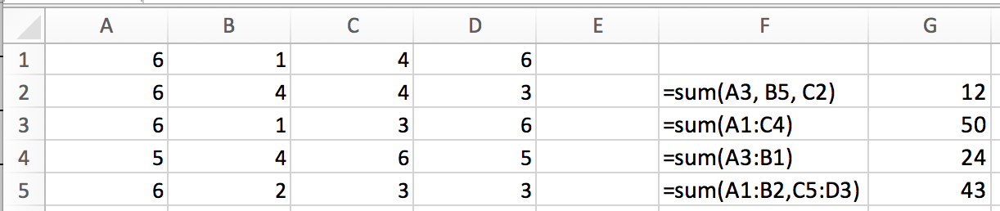 A B C D E F G
1 6 1 4 6
2 6 4 4 3 =sum(A3, B5, C2) 12
3 6 1 3 6 =sum(A1:C4) 50
4 5 4 6 5 =sum(A3:B1) 24
5 6 2 3 3 =sum(A1:B2,C5:D3) 43